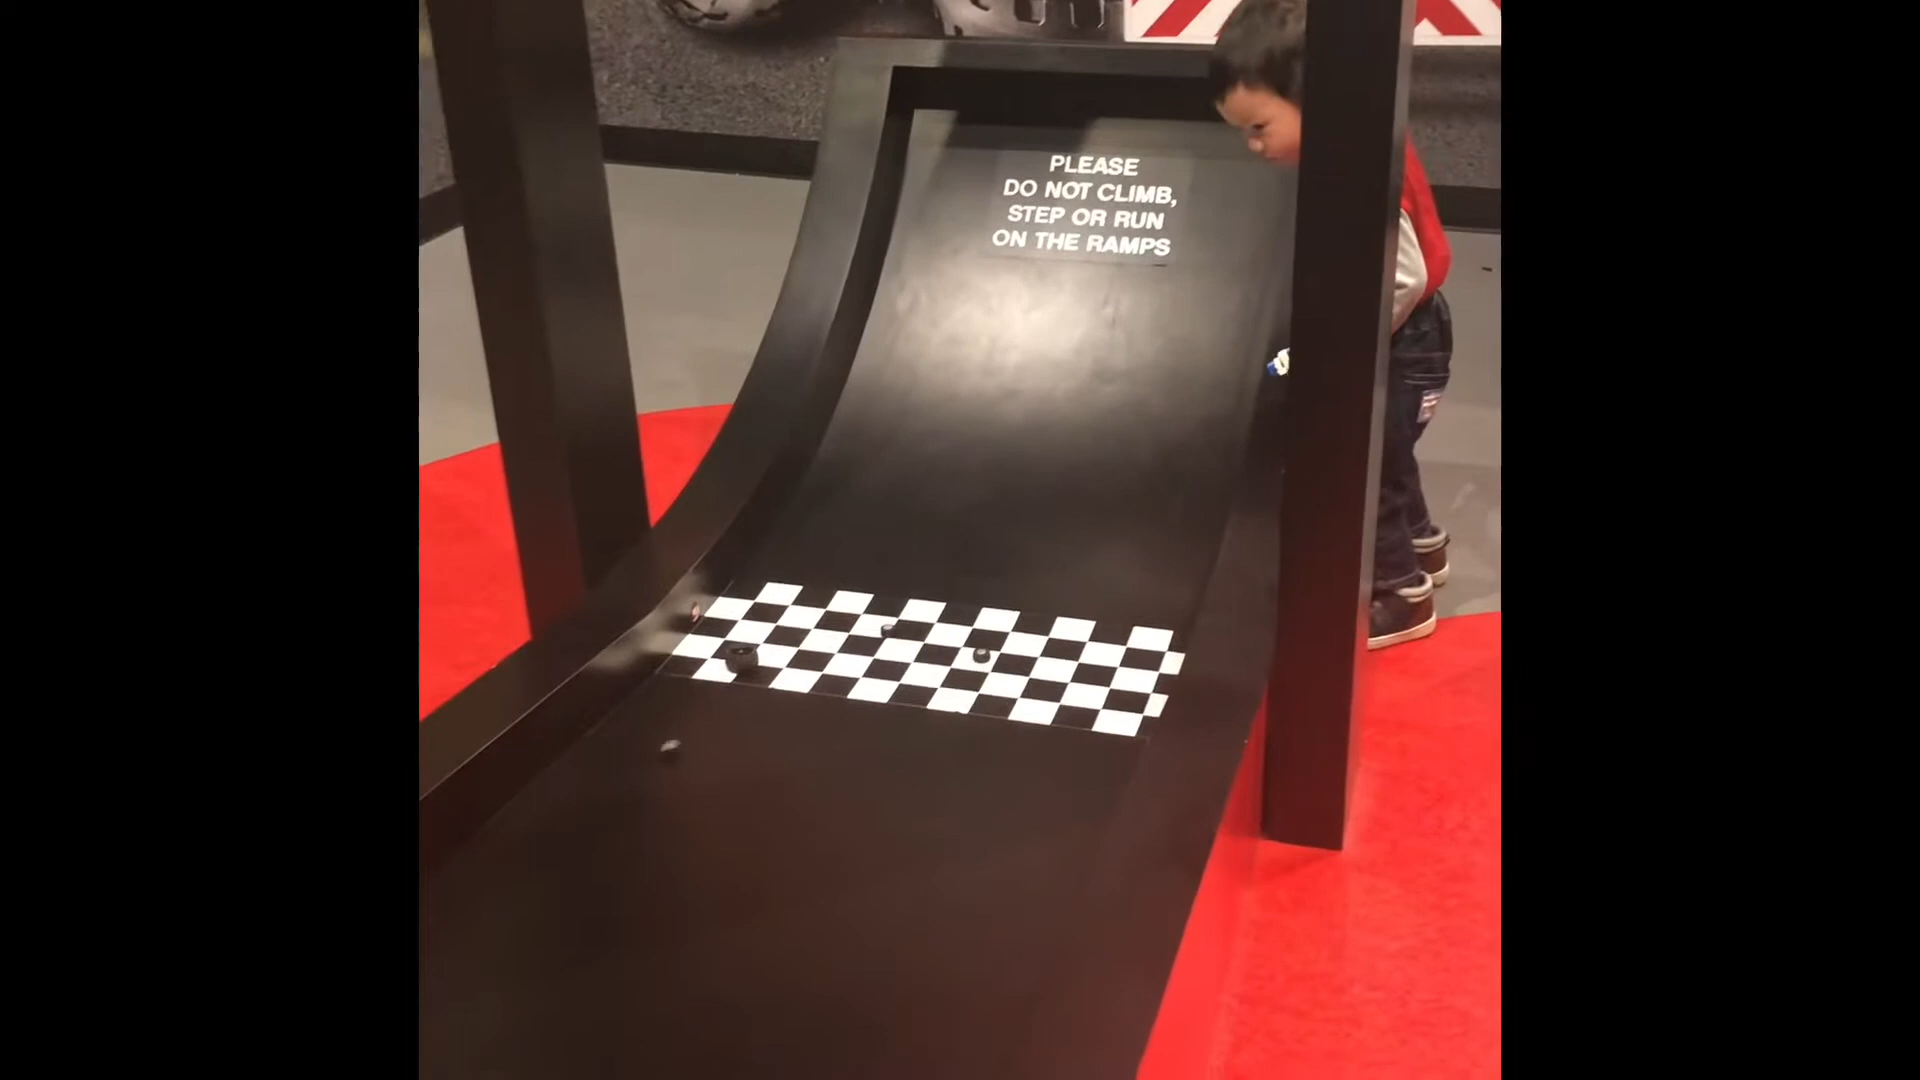 PLEASE
DO NOT CLIMB,
STEP OR RUN
ON THE RAMPS